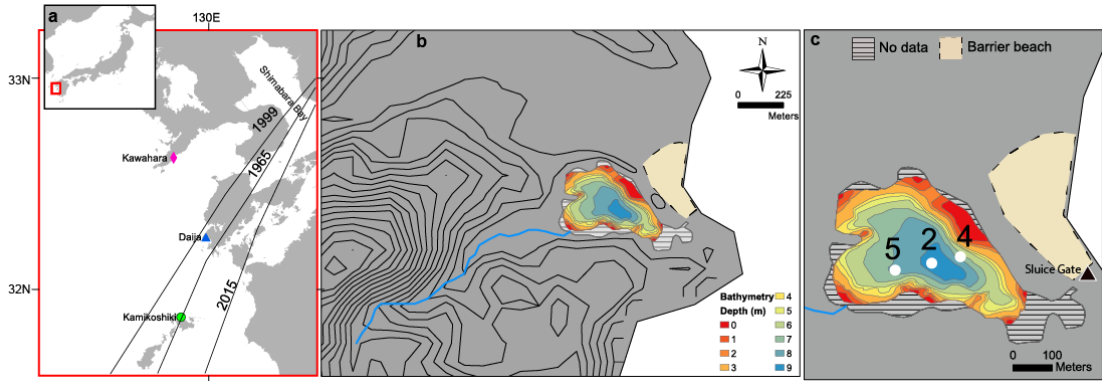 a
130E
33N
32N
Shimabara Bay
1999
1965
2015
Kawahara
Daija
Kamikoshiki
b
N
0 225
Meters
Bathymetry
Depth (m)
0
1
2
3
4
5
6
7
8
9
c
No data
Barrier beach
5
2
4
Sluice Gate
0 100
Meters